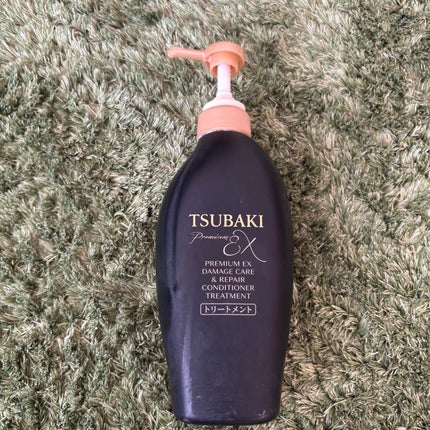 TSUBAKI
Premium EX
PREMIUM EX
DAMAGE CARE
& REPAIR
CONDITIONER
TREATMENT
トリートメント